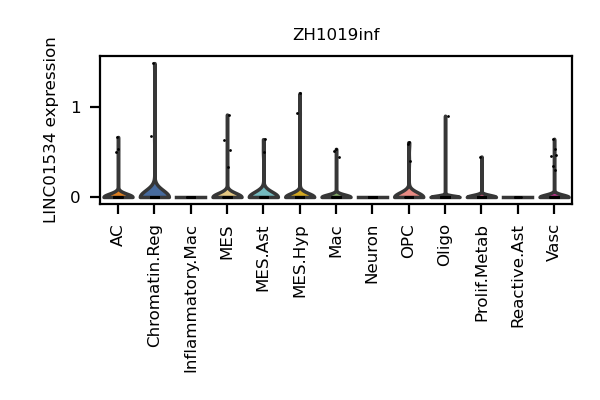 ZH1019inf
LINC01534 expression
1
0
AC
Chromatin.Reg
Inflammatory.Mac
MES
MES.Ast
MES.Hyp
Mac
Neuron
OPC
Oligo
Prolif.Metab
Reactive.Ast
Vasc